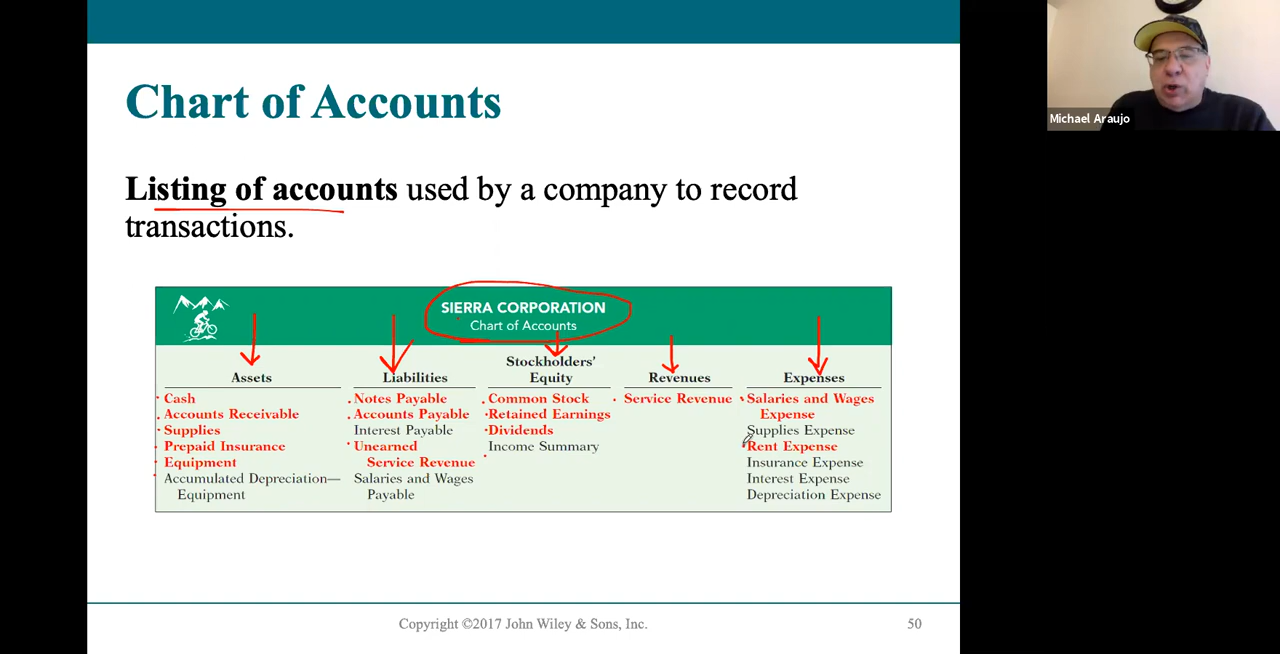 Chart of Accounts
Michael Araujo
Listing of accounts used by a company to record
transactions.
SIERRA CORPORATION
Chart of Accounts
Assets
Cash
Accounts Receivable
Supplies
Prepaid Insurance
Equipment
Accumulated Depreciation—
Equipment
Liabilities
Notes Payable
Accounts Payable
Interest Payable
Unearned
Service Revenue
Salaries and Wages
Payable
Stockholders'
Equity
Common Stock
Retained Earnings
Dividends
Income Summary
Revenues
Service Revenue
Expenses
Salaries and Wages
Expense
Supplies Expense
Rent Expense
Insurance Expense
Interest Expense
Depreciation Expense
Copyright ©2017 John Wiley & Sons, Inc.
50